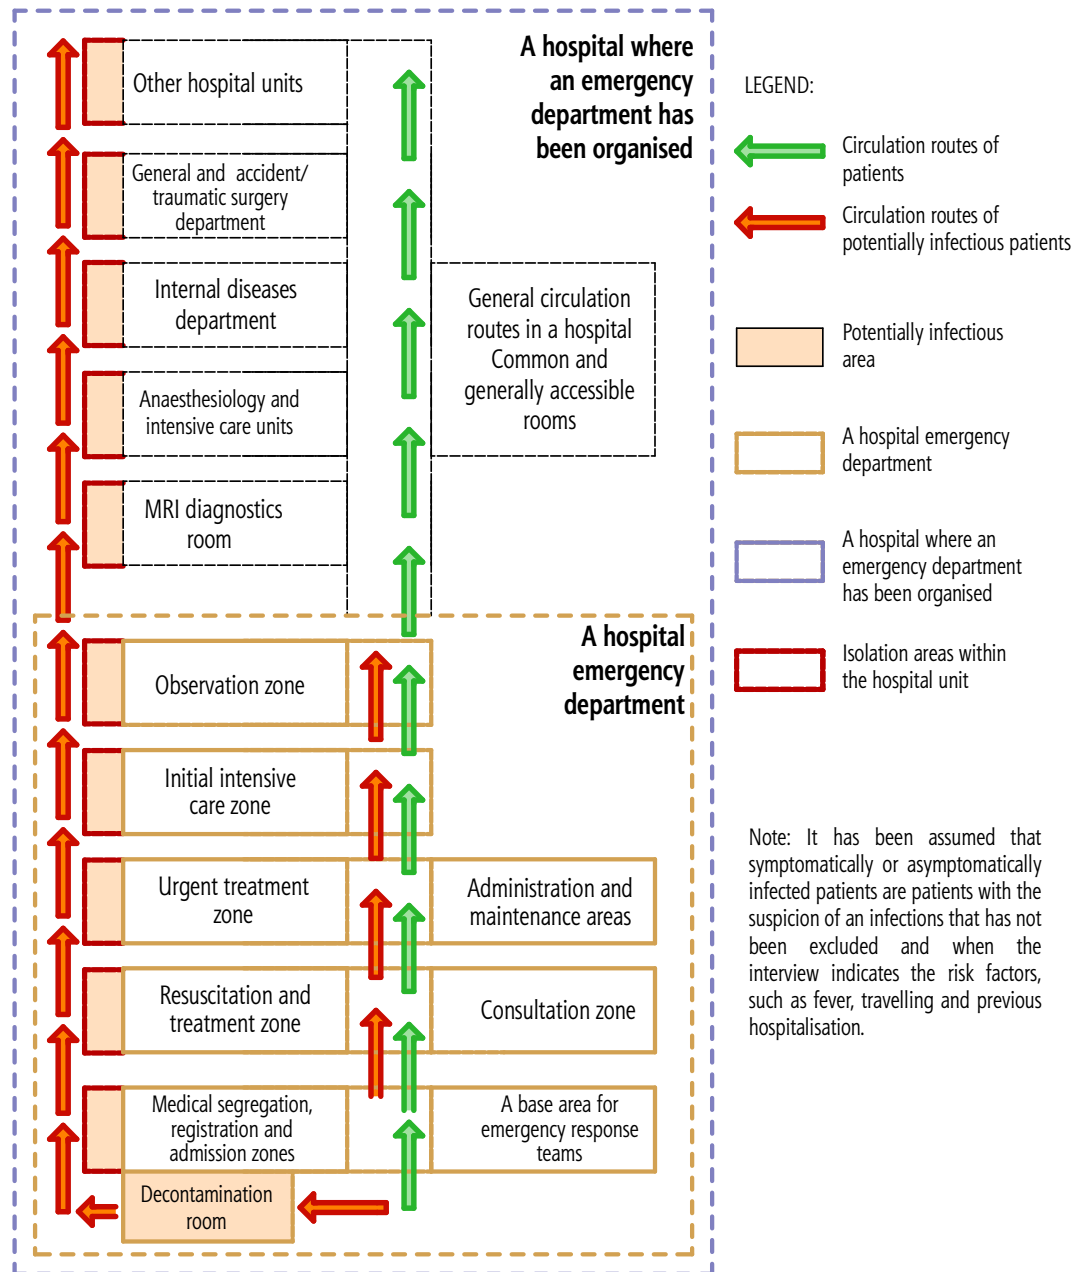 A hospital where
an emergency
department has
been organised
Other hospital units
General and accident/
traumatic surgery
department
Internal diseases
department
General circulation
routes in a hospital
Common and
generally accessible
rooms
Anaesthesiology and
intensive care units
MRI diagnostics
room
A hospital
emergency
department
Observation zone
Initial intensive
care zone
Urgent treatment
zone
Administration and
maintenance areas
Resuscitation and
treatment zone
Consultation zone
Medical segregation,
registration and
admission zones
A base area for
emergency response
teams
Decontamination
room
LEGEND:
Circulation routes of
patients
Circulation routes of
potentially infectious patients
Potentially infectious
area
A hospital emergency
department
A hospital where an
emergency department
has been organised
Isolation areas within
the hospital unit
Note: It has been assumed that
symptomatically or asymptomatically
infected patients are patients with the
suspicion of an infections that has not
been excluded and when the
interview indicates the risk factors,
such as fever, travelling and previous
hospitalisation.